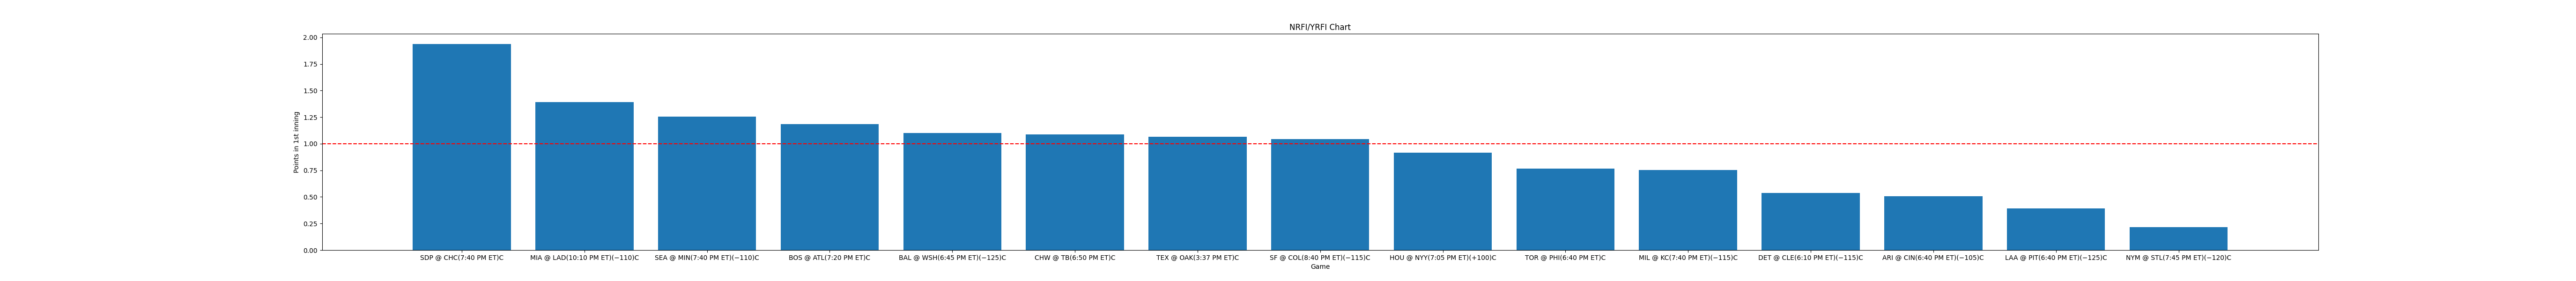 NRFI/YRFI Chart
Points in 1st inning
2.00
1.75
1.50
1.25
1.00
0.75
0.50
0.25
0.00
SDP @ CHC(7:40 PM ET)C
MIA @ LAD(10:10 PM ET)(−110)C
SEA @ MIN(7:40 PM ET)(−110)C
BOS @ ATL(7:20 PM ET)C
BAL @ WSH(6:45 PM ET)(−125)C
CHW @ TB(6:50 PM ET)C
TEX @ OAK(3:37 PM ET)C
SF @ COL(8:40 PM ET)(−115)C
HOU @ NYY(7:05 PM ET)(+100)C
TOR @ PHI(6:40 PM ET)C
MIL @ KC(7:40 PM ET)(−115)C
DET @ CLE(6:10 PM ET)(−115)C
ARI @ CIN(6:40 PM ET)(−105)C
LAA @ PIT(6:40 PM ET)(−125)C
NYM @ STL(7:45 PM ET)(−120)C
Game